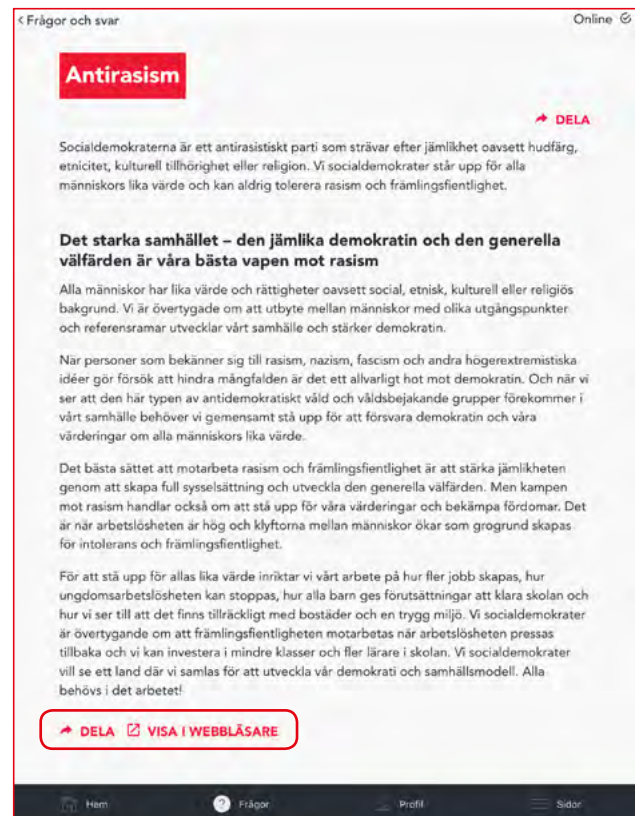 < Frågor och svar
Online
Antirasism
DELA
Socialdemokraterna är ett antirasistiskt parti som strävar efter jämlikhet oavsett hudfärg,
etnicitet, kulturell tillhörighet eller religion. Vi socialdemokrater står upp för alla
människors lika värde och kan aldrig tolerera rasism och främlingsfientlighet.
Det starka samhället – den jämlika demokratin och den generella
välfärden är våra bästa vapen mot rasism
Alla människor har lika värde och rättigheter oavsett social, etnisk, kulturell eller religiös
bakgrund. Vi är övertygade om att utbyte mellan människor med olika utgångspunkter
och referensramar utvecklar vårt samhälle och stärker demokratin.
När personer som bekänner sig till rasism, nazism, fascism och andra högerextremistiska
idéer gör försök att hindra mångfalden är det ett allvarligt hot mot demokratin. Och när vi
ser att den här typen av antidemokratiskt våld och våldsbejakande grupper förekommer i
vårt samhälle behöver vi gemensamt stå upp för att försvara demokratin och våra
värderingar om alla människors lika värde.
Det bästa sättet att motarbeta rasism och främlingsfientlighet är att stärka jämlikheten
genom att skapa full sysselsättning och utveckla den generella välfärden. Men kampen
mot rasism handlar också om att stå upp för våra värderingar och bekämpa fördomar. Det
är när arbetslösheten är hög och klyftorna mellan människor ökar som grogrund skapas
för intolerans och främlingsfientlighet.
För att stå upp för allas lika värde inriktar vi vårt arbete på hur fler jobb skapas, hur
ungdomsarbetslösheten kan stoppas, hur alla barn ges förutsättningar att klara skolan och
hur vi ser till att det finns tillräckligt med bostäder och en trygg miljö. Vi socialdemokrater
är övertygande om att främlingsfientligheten motarbetas när arbetslösheten pressas
tillbaka och vi kan investera i mindre klasser och fler lärare i skolan. Vi socialdemokrater
vill se ett land där vi samlas för att utveckla vår demokrati och samhällsmodell. Alla
behövs i det arbetet!
DELA VISA I WEBBLÄSARE
Hem ? Frågor Profil Sidor